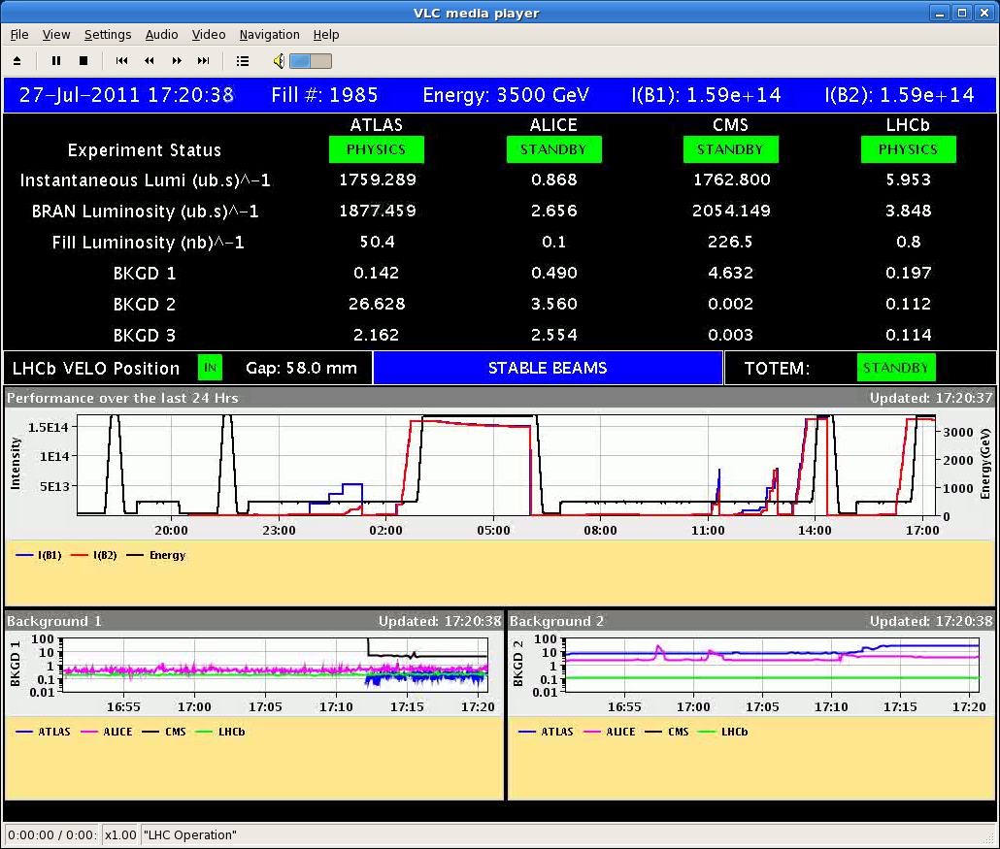 VLC media player
File View Settings Audio Video Navigation Help
27-Jul-2011 17:20:38 Fill #: 1985 Energy: 3500 GeV I(B1): 1.59e+14 I(B2): 1.59e+14
ATLAS ALICE CMS LHCb
Experiment Status PHYSICS STANDBY STANDBY PHYSICS
Instantaneous Lumi (ub.s)^-1 1759.289 0.868 1762.800 5.953
BRAN Luminosity (ub.s)^-1 1877.459 2.656 2054.149 3.848
Fill Luminosity (nb)^-1 50.4 0.1 226.5 0.8
BKGD 1 0.142 0.490 4.632 0.197
BKGD 2 26.628 3.560 0.002 0.112
BKGD 3 2.162 2.554 0.003 0.114
LHCb VELO Position IN Gap: 58.0 mm STABLE BEAMS TOTEM: STANDBY
Performance over the last 24 Hrs Updated: 17:20:37
Intensity
1.5E14
1E14
5E13
3000
2000
1000
0
Energy(GeV)
20:00 23:00 02:00 05:00 08:00 11:00 14:00 17:00
I(B1) I(B2) Energy
Background 1 Updated: 17:20:38
BKGD 1
100
10
1
0.1
0.01
16:55 17:00 17:05 17:10 17:15 17:20
ATLAS ALICE CMS LHCb
Background 2 Updated: 17:20:38
BKGD 2
100
10
1
0.1
0.01
16:55 17:00 17:05 17:10 17:15 17:20
ATLAS ALICE CMS LHCb
0:00:00 / 0:00: x1.00 "LHC Operation"